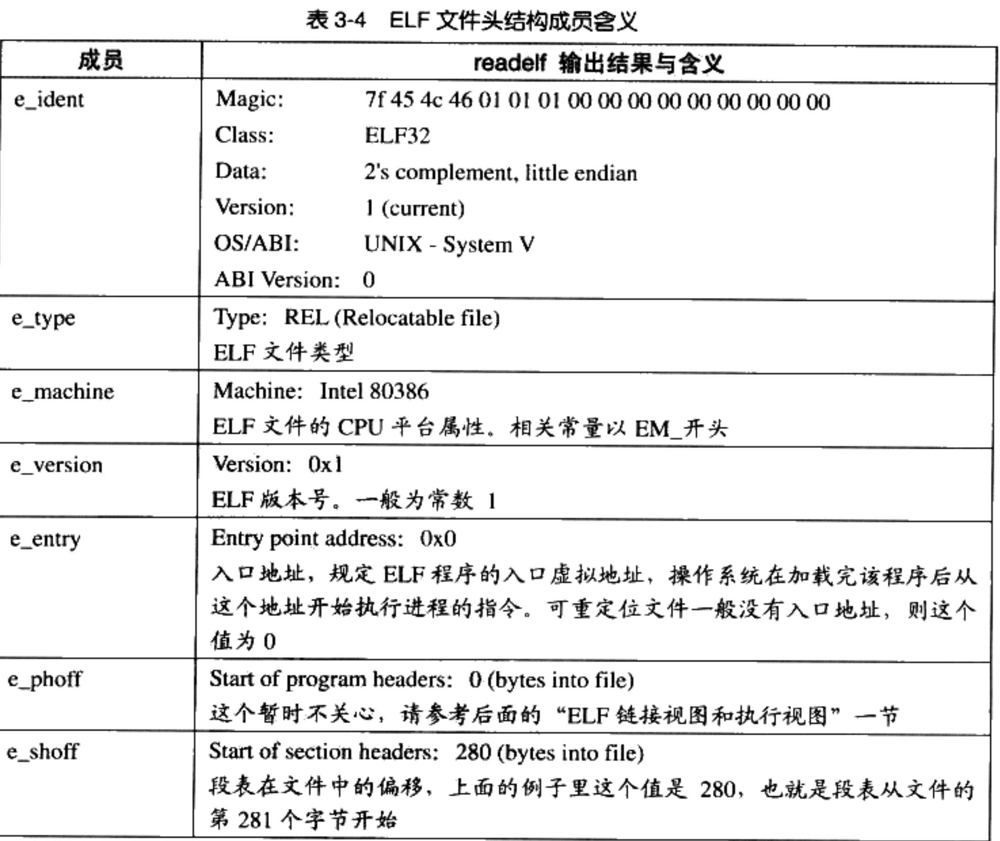 表 3-4 ELF 文件头结构成员含义
成员 readelf 输出结果与含义
e_ident Magic: 7f 45 4c 46 01 01 01 00 00 00 00 00 00 00 00 00
Class: ELF32
Data: 2's complement, little endian
Version: 1 (current)
OS/ABI: UNIX - System V
ABI Version: 0
e_type Type: REL (Relocatable file)
ELF 文件类型
e_machine Machine: Intel 80386
ELF 文件的 CPU 平台属性。相关常量以 EM_开头
e_version Version: 0x1
ELF 版本号。一般为常数 1
e_entry Entry point address: 0x0
入口地址，规定 ELF 程序的入口虚拟地址，操作系统在加载完该程序后从
这个地址开始执行进程的指令。可重定位文件一般没有入口地址，则这个
值为 0
e_phoff Start of program headers: 0 (bytes into file)
这个暂时不关心，请参考后面的“ELF 链接视图和执行视图”一节
e_shoff Start of section headers: 280 (bytes into file)
段表在文件中的偏移，上面的例子里这个值是 280，也就是段表从文件的
第 281 个字节开始